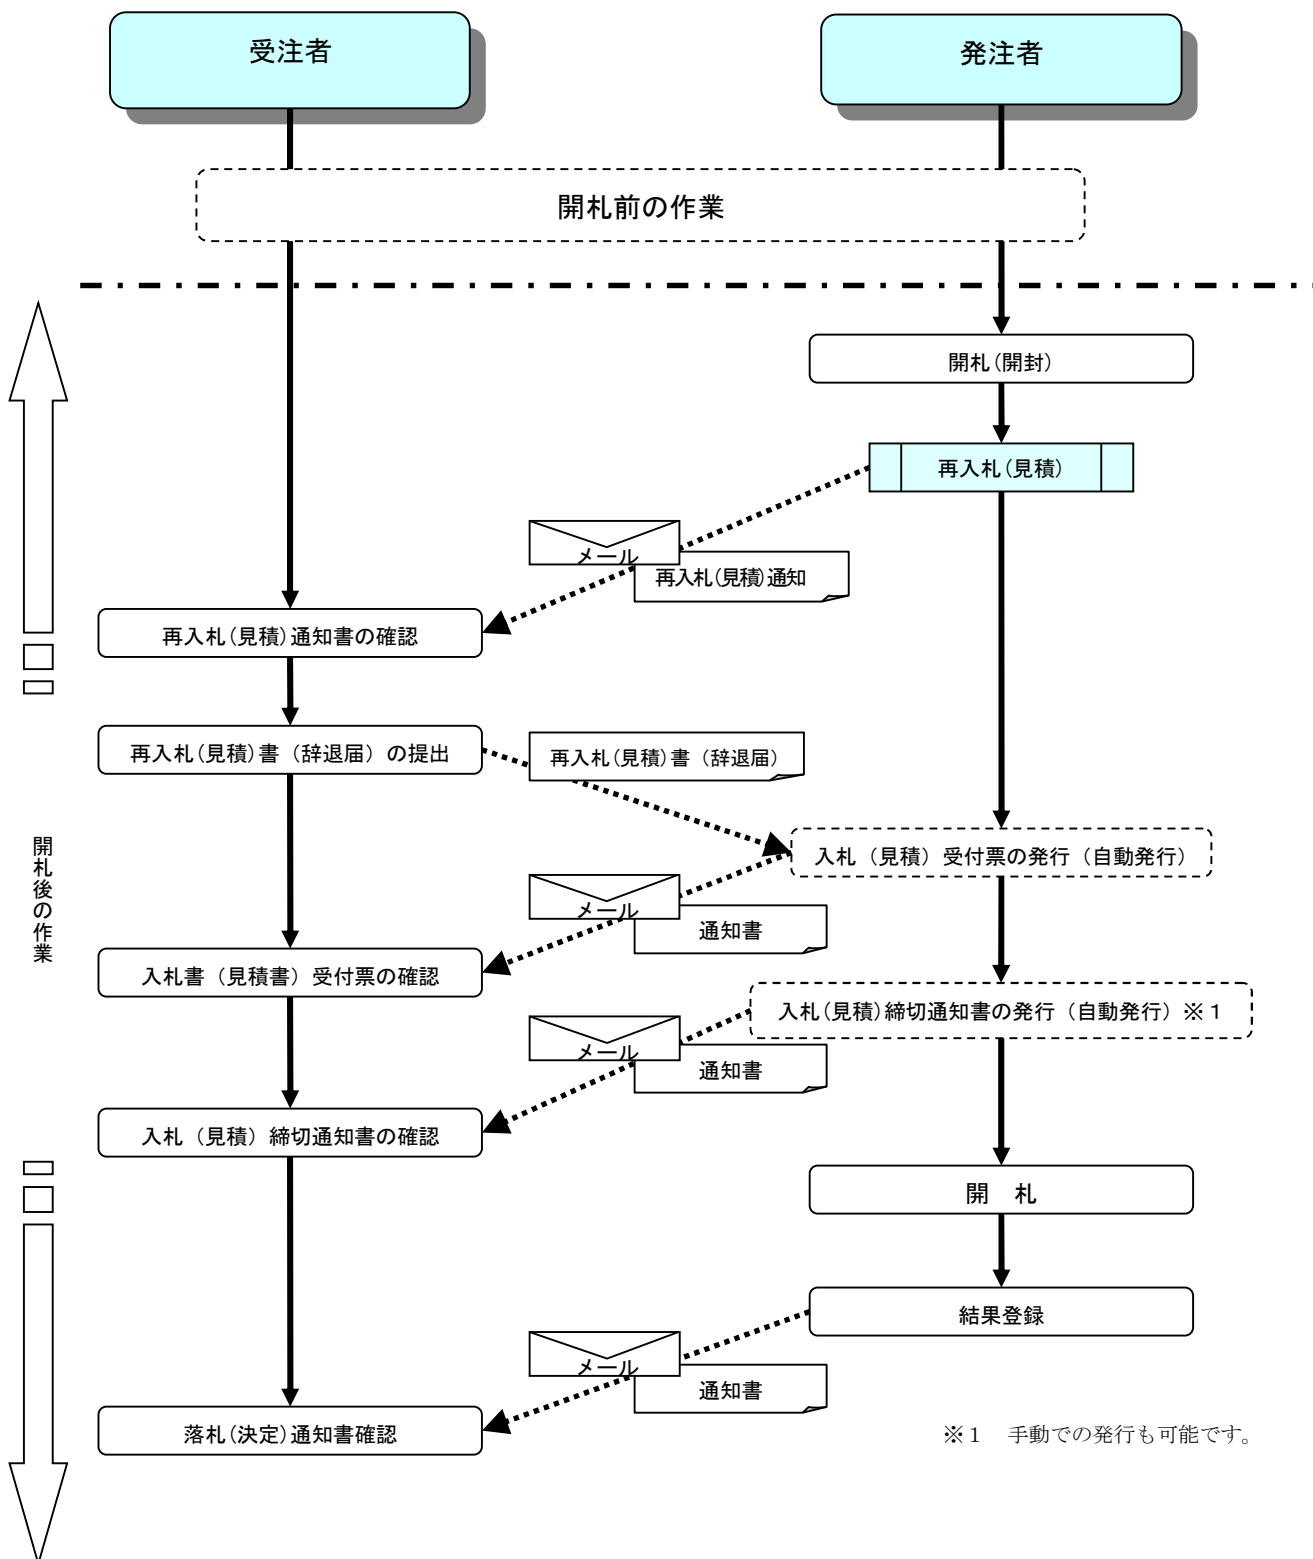 受注者
発注者
開札前の作業
開札(開封)
再入札(見積)
メール
再入札(見積)通知
再入札(見積)通知書の確認
再入札(見積)書（辞退届）の提出
再入札(見積)書（辞退届）
開札後の作業
入札（見積）受付票の発行（自動発行）
メール
通知書
入札書（見積書）受付票の確認
入札(見積)締切通知書の発行（自動発行）※１
メール
通知書
入札（見積）締切通知書の確認
開　札
結果登録
メール
通知書
落札(決定)通知書確認
※１　手動での発行も可能です。